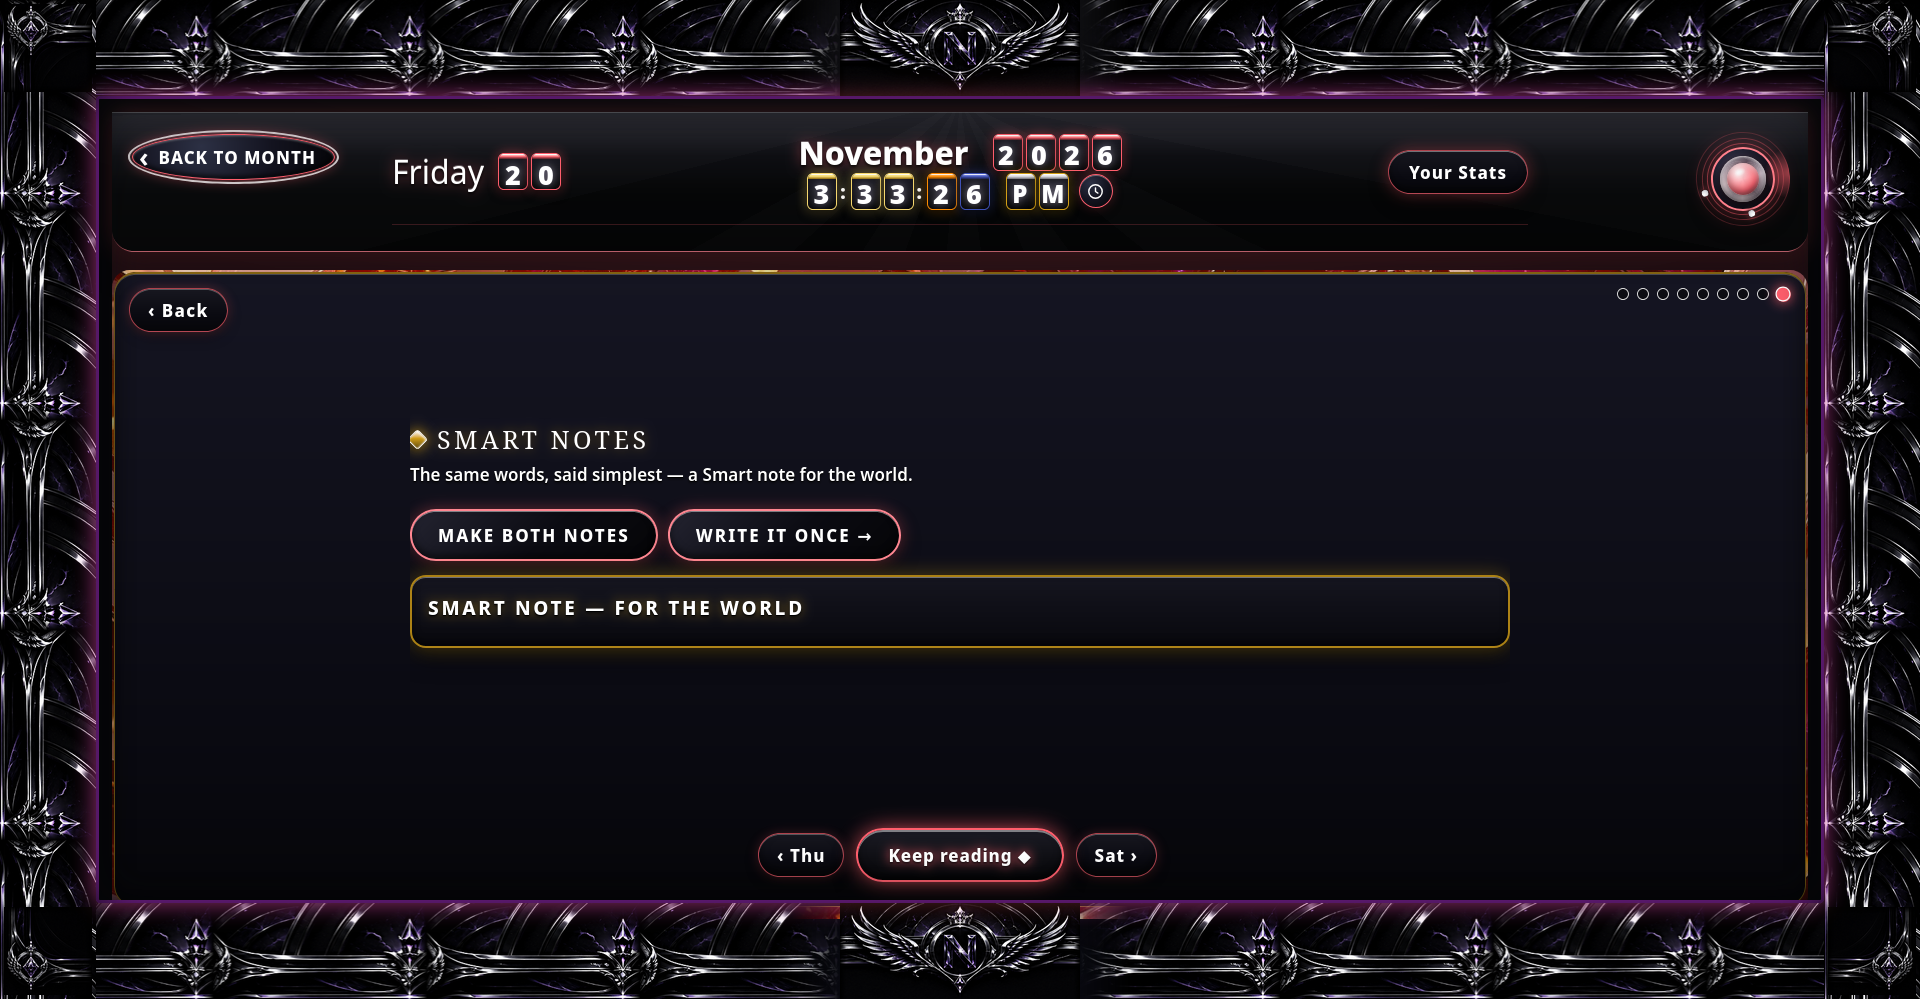 ‹ BACK TO MONTH
Friday 20
November 2026
3:33:26 PM
Your Stats
‹ Back
SMART NOTES
The same words, said simplest — a Smart note for the world.
MAKE BOTH NOTES
WRITE IT ONCE →
SMART NOTE — FOR THE WORLD
‹ Thu
Keep reading ◆
Sat ›
N
N